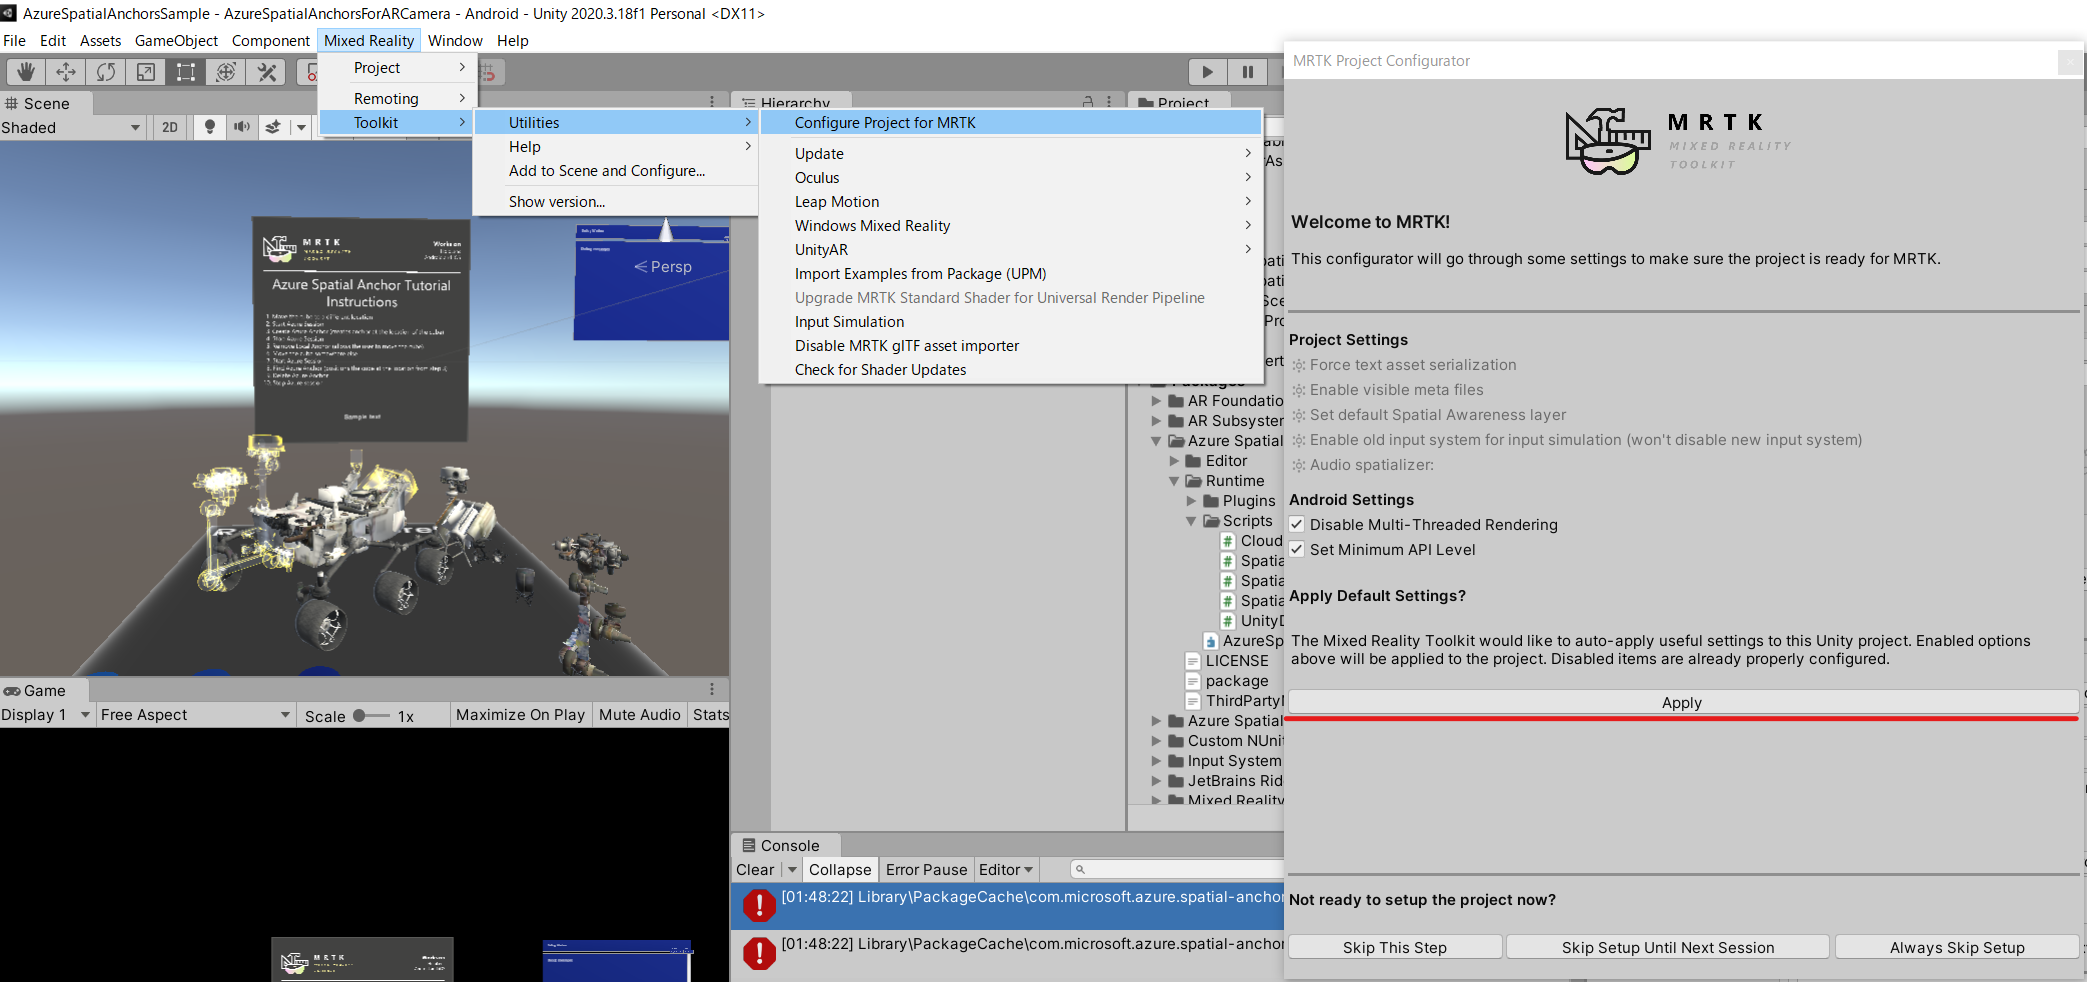 AzureSpatialAnchorsSample - AzureSpatialAnchorsForARCamera - Android - Unity 2020.3.18f1 Personal <DX11>
File Edit Assets GameObject Component Mixed Reality Window Help
Project
Remoting
Toolkit
Utilities
Help
Add to Scene and Configure...
Show version...
Configure Project for MRTK
Update
Oculus
Leap Motion
Windows Mixed Reality
UnityAR
Import Examples from Package (UPM)
Upgrade MRTK Standard Shader for Universal Render Pipeline
Input Simulation
Disable MRTK glTF asset importer
Check for Shader Updates
Scene
Shaded 2D
MRTK
Azure Spatial Anchor Tutorial
Instructions
Sample text
Persp
Game
Display 1 Free Aspect Scale 1x Maximize On Play Mute Audio Stats
MRTK
Hierarchy
Project
Packages
AR Foundatio
AR Subsyster
Azure Spatial
Editor
Runtime
Plugins
Scripts
Cloud
Spatia
Spatia
Spatia
UnityD
AzureSp
LICENSE
package
ThirdPartyN
Azure Spatial
Custom NUnit
Input System
JetBrains Rid
Mixed Reality
Console
Clear Collapse Error Pause Editor
[01:48:22] Library\PackageCache\com.microsoft.azure.spatial-anchor
[01:48:22] Library\PackageCache\com.microsoft.azure.spatial-anchor
MRTK Project Configurator
MRTK
MIXED REALITY
TOOLKIT
Welcome to MRTK!
This configurator will go through some settings to make sure the project is ready for MRTK.
Project Settings
Force text asset serialization
Enable visible meta files
Set default Spatial Awareness layer
Enable old input system for input simulation (won't disable new input system)
Audio spatializer:
Android Settings
Disable Multi-Threaded Rendering
Set Minimum API Level
Apply Default Settings?
The Mixed Reality Toolkit would like to auto-apply useful settings to this Unity project. Enabled options
above will be applied to the project. Disabled items are already properly configured.
Apply
Not ready to setup the project now?
Skip This Step Skip Setup Until Next Session Always Skip Setup